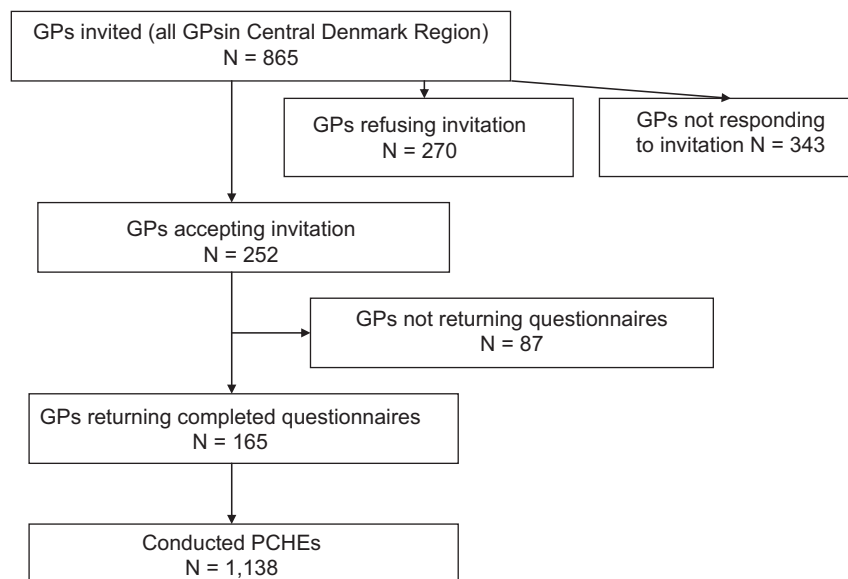 GPs invited (all GPsin Central Denmark Region)
N = 865
GPs refusing invitation
N = 270
GPs not responding
to invitation N = 343
GPs accepting invitation
N = 252
GPs not returning questionnaires
N = 87
GPs returning completed questionnaires
N = 165
Conducted PCHEs
N = 1,138